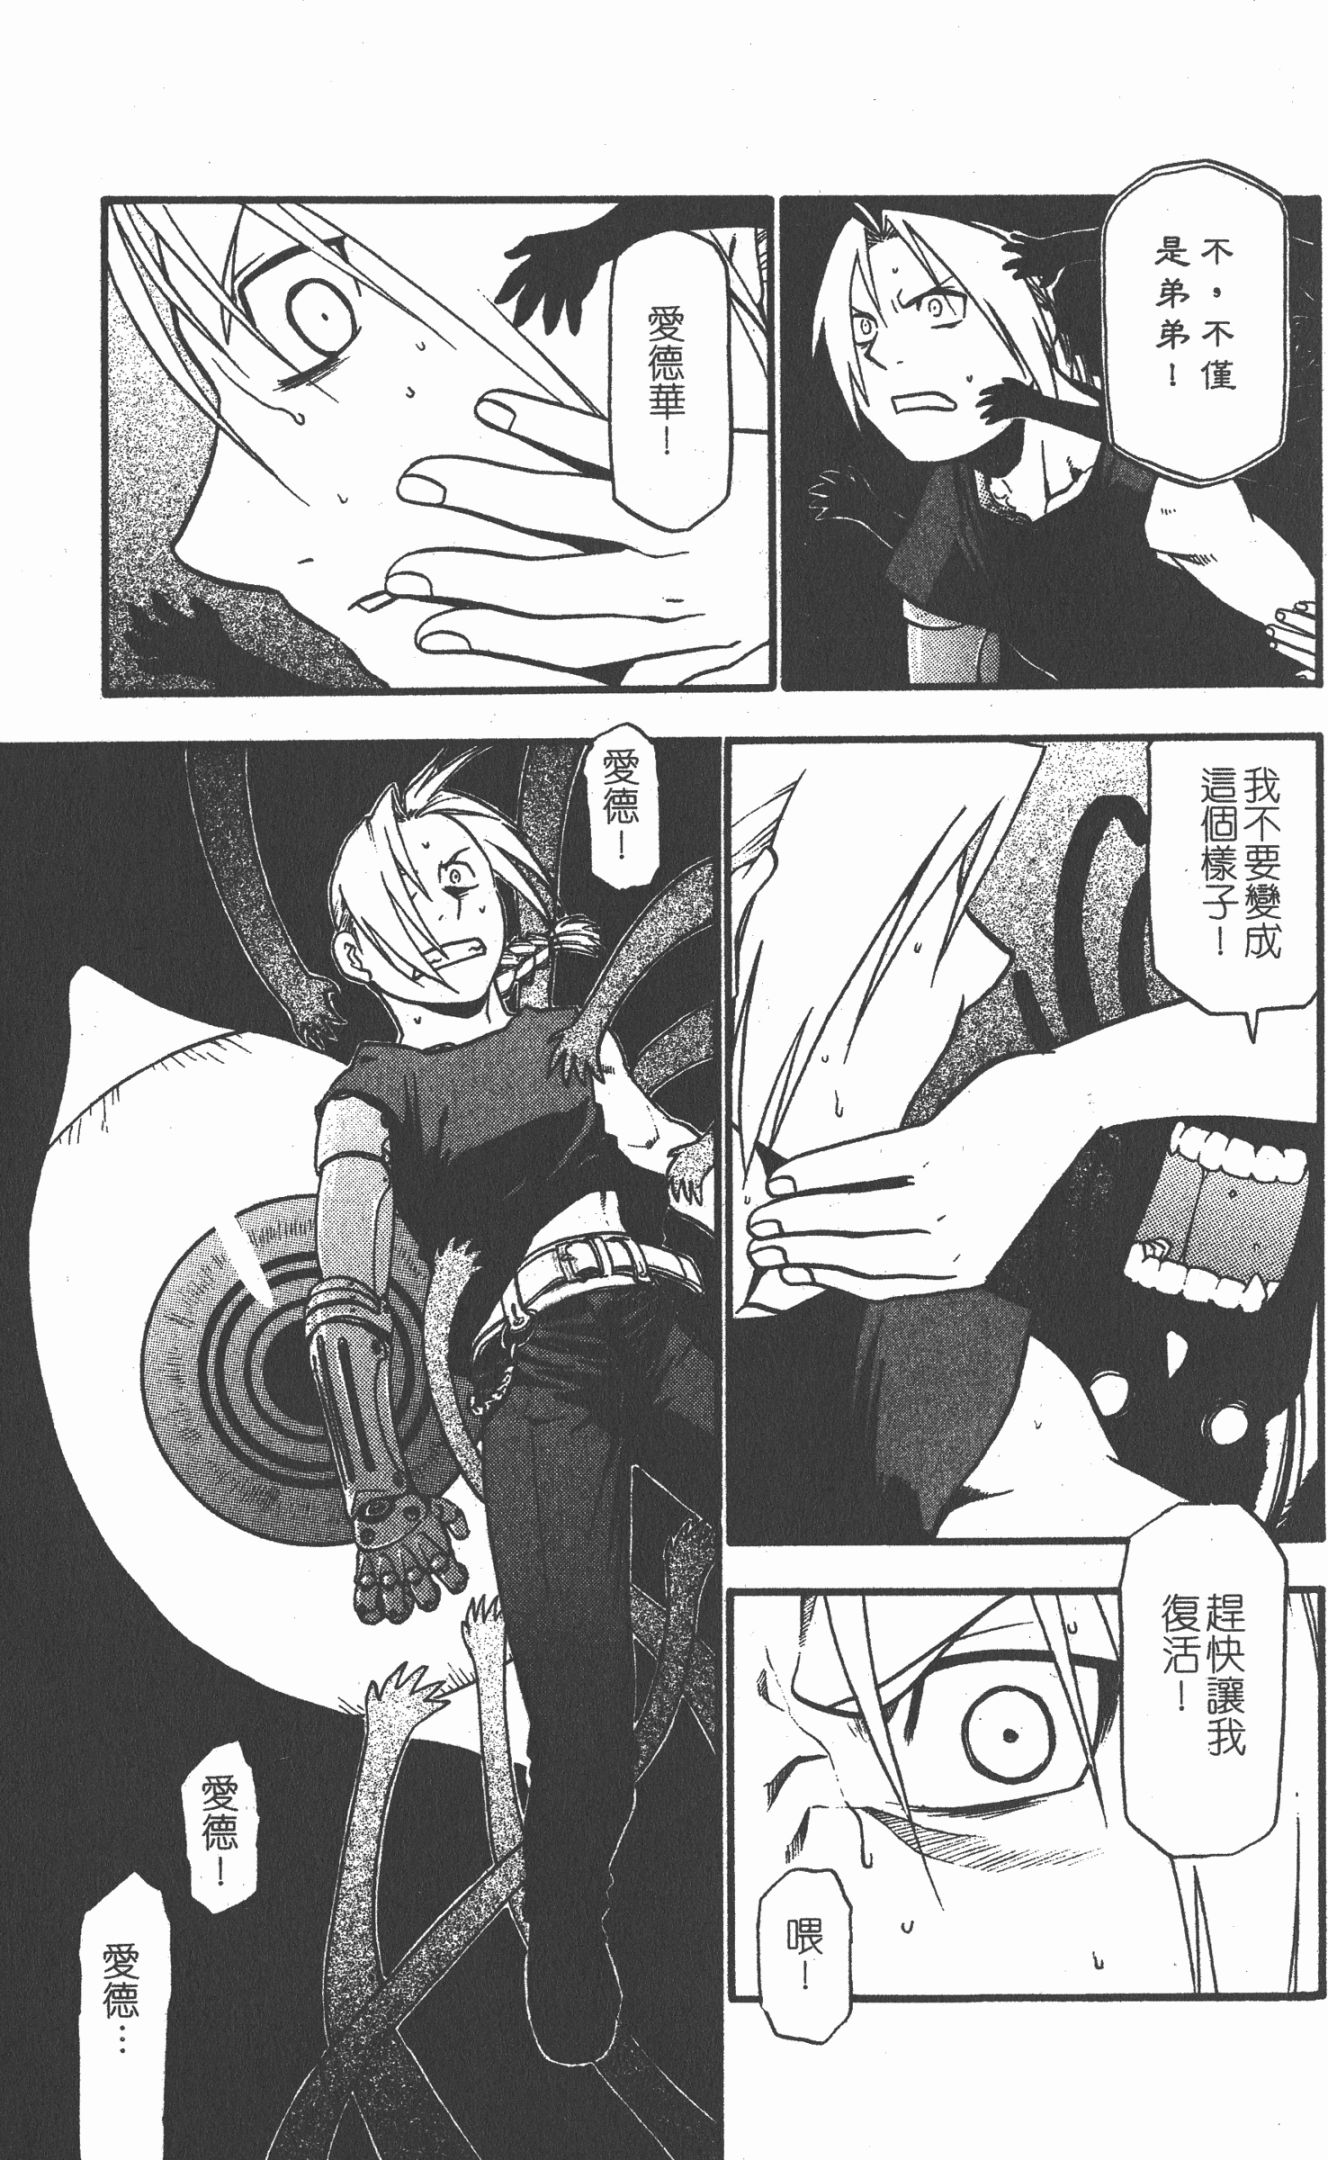 不，不僅
是弟弟！
愛德華！
我不要變成
這個樣子！
趕快讓我
復活！
喂！
愛德！
愛德！
愛德…